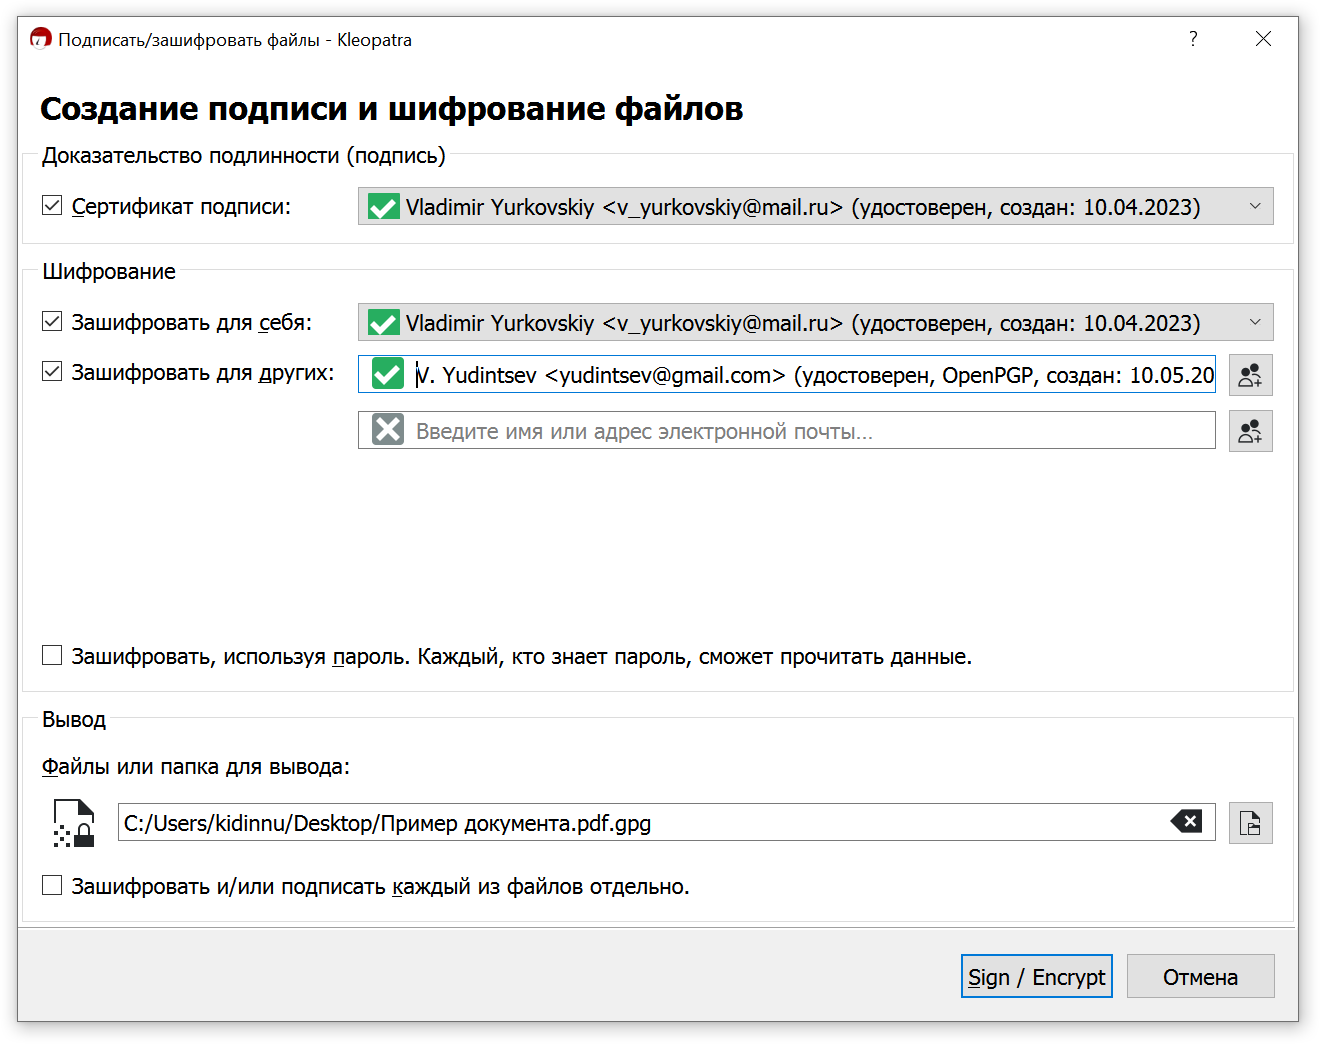 Подписать/зашифровать файлы - Kleopatra
?
Создание подписи и шифрование файлов
Доказательство подлинности (подпись)
Сертификат подписи:
Vladimir Yurkovskiy <v_yurkovskiy@mail.ru> (удостоверен, создан: 10.04.2023)
Шифрование
Зашифровать для себя:
Vladimir Yurkovskiy <v_yurkovskiy@mail.ru> (удостоверен, создан: 10.04.2023)
Зашифровать для других:
V. Yudintsev <yudintsev@gmail.com> (удостоверен, OpenPGP, создан: 10.05.20
Введите имя или адрес электронной почты...
Зашифровать, используя пароль. Каждый, кто знает пароль, сможет прочитать данные.
Вывод
Файлы или папка для вывода:
C:/Users/kidinnu/Desktop/Пример документа.pdf.gpg
Зашифровать и/или подписать каждый из файлов отдельно.
Sign / Encrypt
Отмена